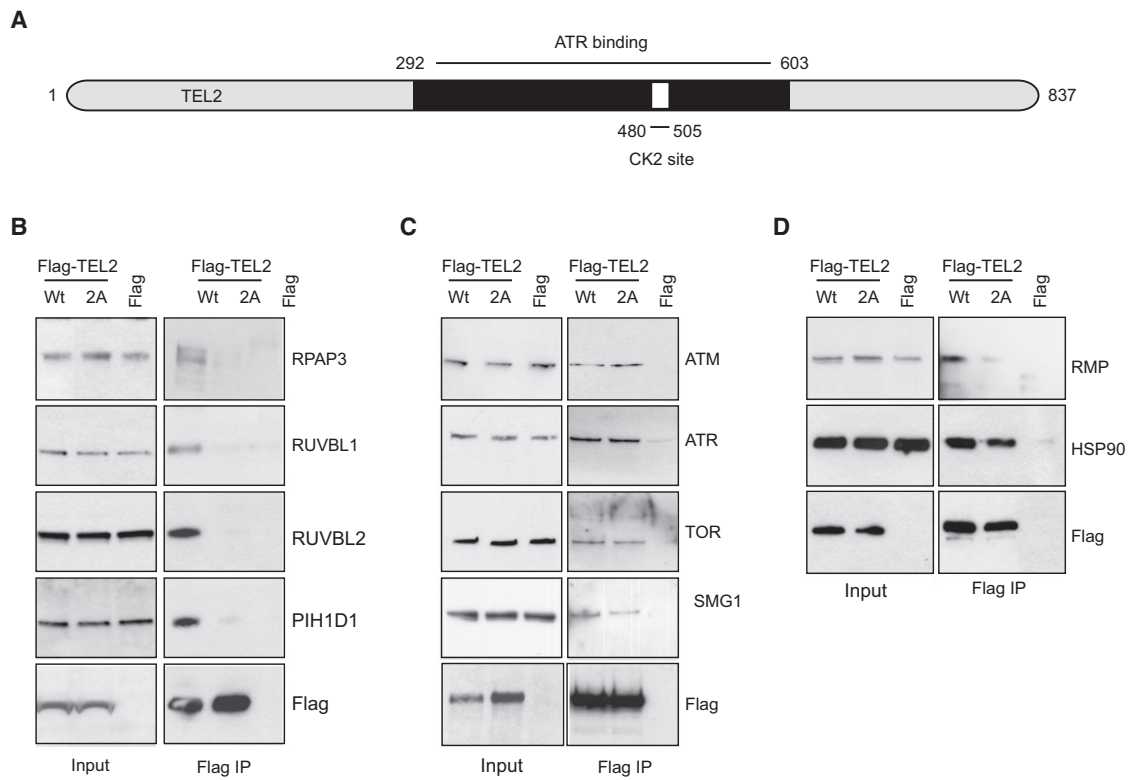 A
ATR binding
292 603
1 TEL2 837
480 505
CK2 site
B
Flag-TEL2 Flag-TEL2
Wt 2A Flag Wt 2A Flag
RPAP3
RUVBL1
RUVBL2
PIH1D1
Flag
Input Flag IP
C
Flag-TEL2 Flag-TEL2
Wt 2A Flag Wt 2A Flag
ATM
ATR
TOR
SMG1
Flag
Input Flag IP
D
Flag-TEL2 Flag-TEL2
Wt 2A Flag Wt 2A Flag
RMP
HSP90
Flag
Input Flag IP